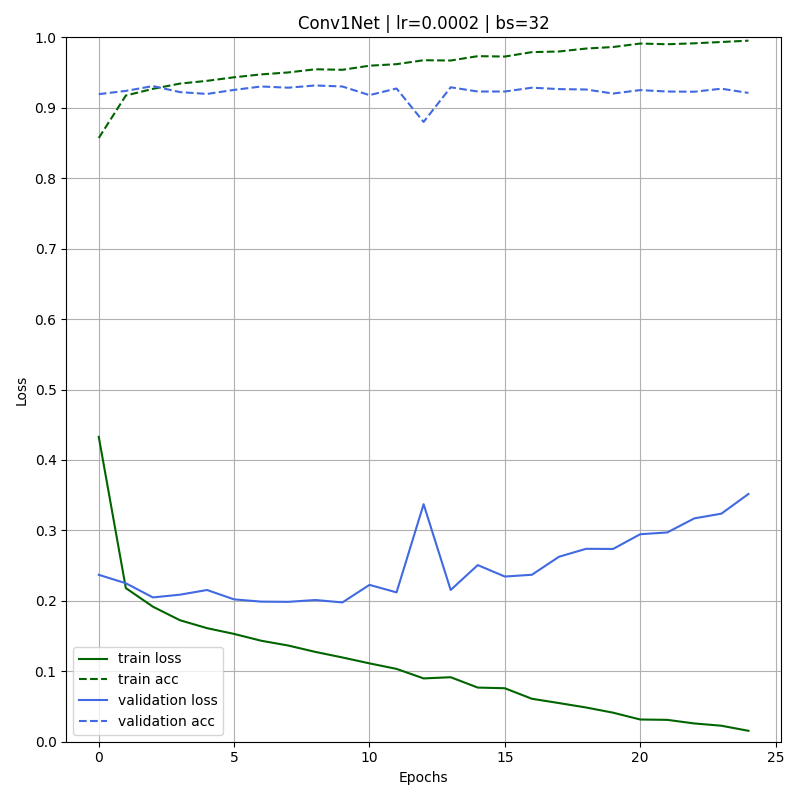 Conv1Net | lr=0.0002 | bs=32
1.0
0.9
0.8
0.7
0.6
0.5
0.4
0.3
0.2
0.1
0.0
Loss
train loss
train acc
validation loss
validation acc
0 5 10 15 20 25
Epochs